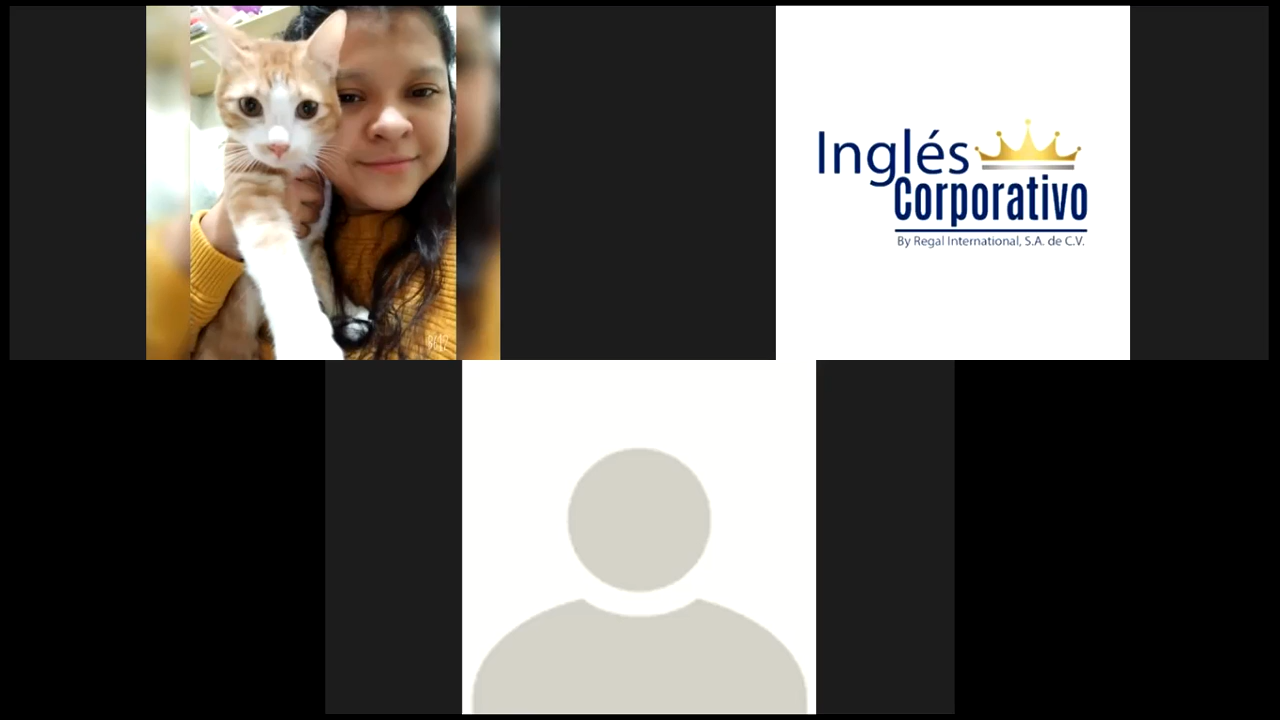 Inglés
Corporativo
By Regal International, S.A. de C.V.